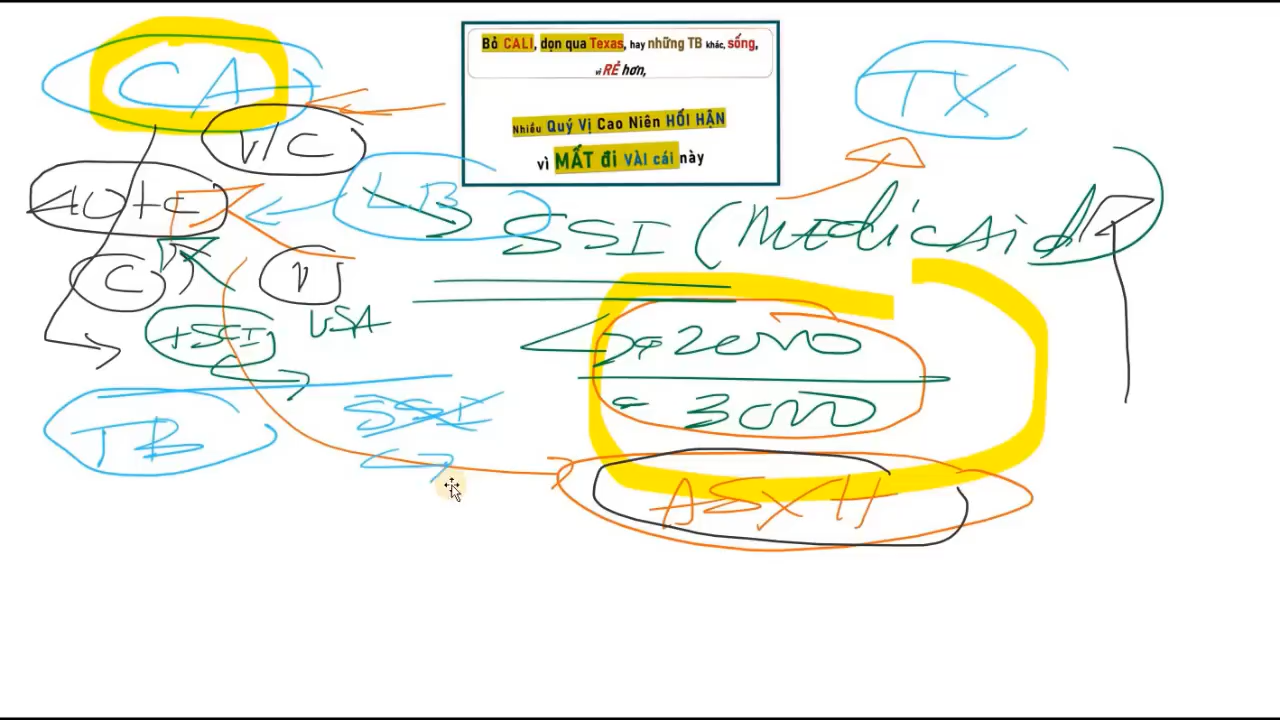 Bỏ CALI, dọn qua Texas, hay những TB khác, sống,
vì RẺ hơn,
Nhiều Quý Vị Cao Niên HỐI HẬN
vì MẤT đi VÀI cái này
CA
TX
V/C
LB
SSI (Medicaid
C
V
+SSI
USA
= 2000
= 3000
TB
SSI
ASXH